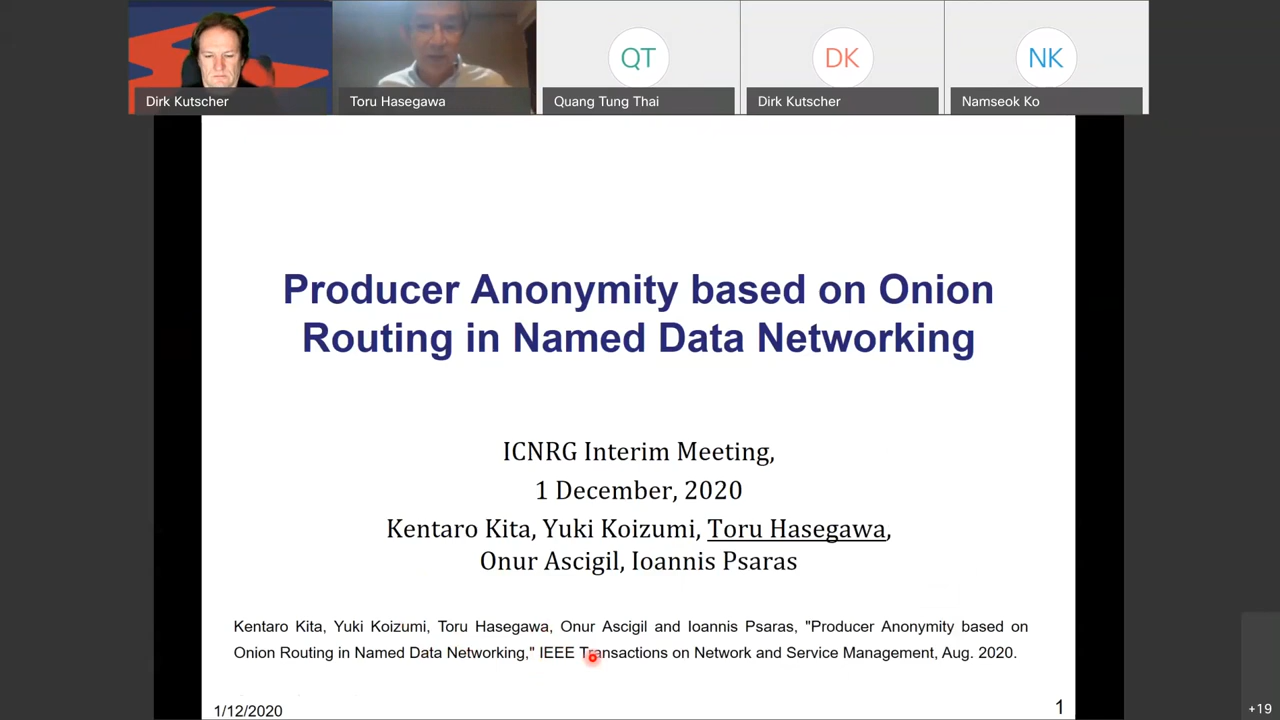 QT
DK
NK
Dirk Kutscher
Toru Hasegawa
Quang Tung Thai
Dirk Kutscher
Namseok Ko
Producer Anonymity based on Onion
Routing in Named Data Networking
ICNRG Interim Meeting,
1 December, 2020
Kentaro Kita, Yuki Koizumi, Toru Hasegawa,
Onur Ascigil, Ioannis Psaras
Kentaro Kita, Yuki Koizumi, Toru Hasegawa, Onur Ascigil and Ioannis Psaras, "Producer Anonymity based on
Onion Routing in Named Data Networking," IEEE Transactions on Network and Service Management, Aug. 2020.
1/12/2020
1
+19